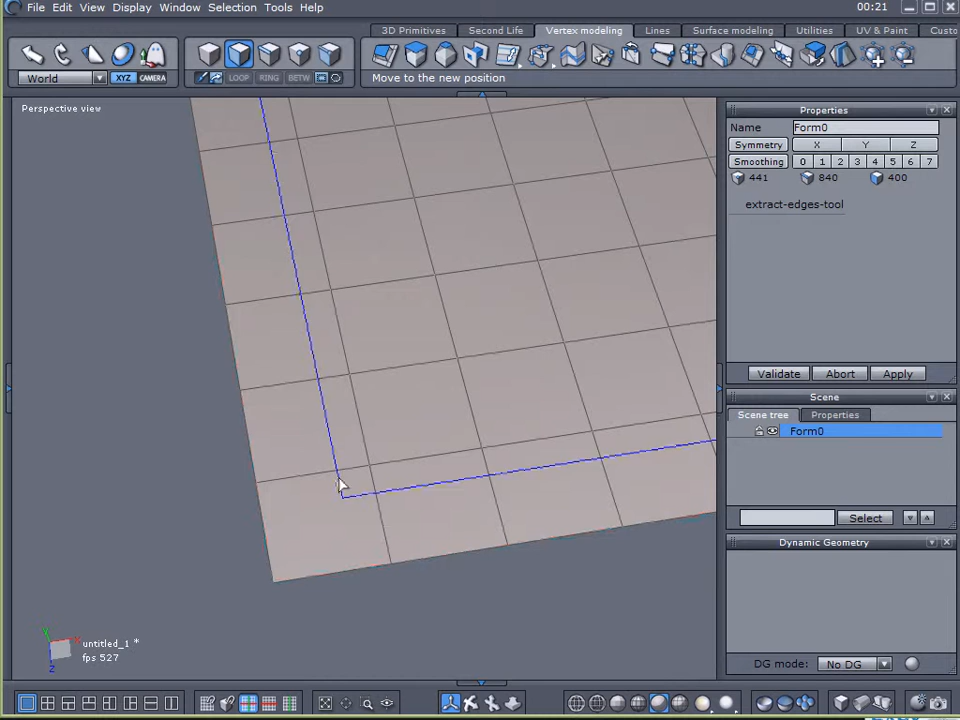 File Edit View Display Window Selection Tools Help
00:21
3D Primitives Second Life Vertex modeling Lines Surface modeling Utilities UV & Paint Custo
World XYZ CAMERA
LOOP RING BETW
Move to the new position
Perspective view
Properties
Name Form0
Symmetry X Y Z
Smoothing 0 1 2 3 4 5 6 7
441 840 400
extract-edges-tool
Validate Abort Apply
Scene
Scene tree Properties
Form0
Select
Dynamic Geometry
DG mode: No DG
Y X Z
untitled_1 *
fps 527